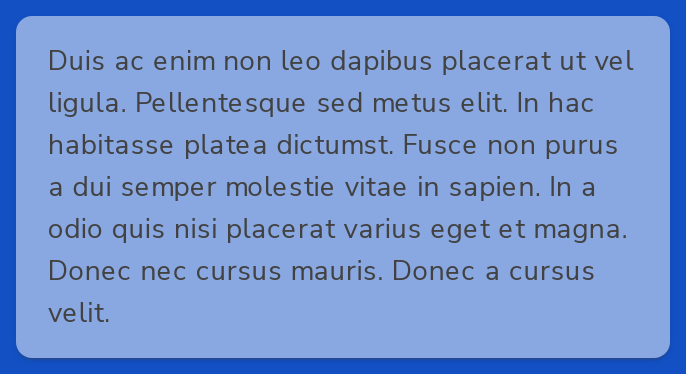 Duis ac enim non leo dapibus placerat ut vel
ligula. Pellentesque sed metus elit. In hac
habitasse platea dictumst. Fusce non purus
a dui semper molestie vitae in sapien. In a
odio quis nisi placerat varius eget et magna.
Donec nec cursus mauris. Donec a cursus
velit.